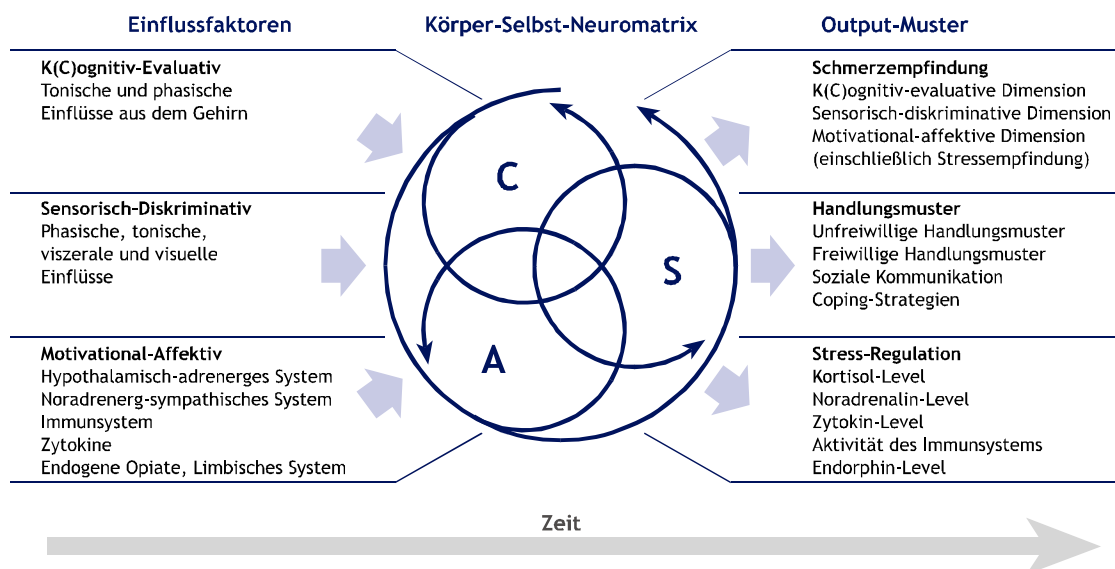 Einflussfaktoren
K(C)ognitiv-Evaluativ
Tonische und phasische
Einflüsse aus dem Gehirn
Sensorisch-Diskriminativ
Phasische, tonische,
viszerale und visuelle
Einflüsse
Motivational-Affektiv
Hypothalamisch-adrenerges System
Noradrenerg-sympathisches System
Immunsystem
Zytokine
Endogene Opiate, Limbisches System
Körper-Selbst-Neuromatrix
C
S
A
Output-Muster
Schmerzempfindung
K(C)ognitiv-evaluative Dimension
Sensorisch-diskriminative Dimension
Motivational-affektive Dimension
(einschließlich Stressempfindung)
Handlungsmuster
Unfreiwillige Handlungsmuster
Freiwillige Handlungsmuster
Soziale Kommunikation
Coping-Strategien
Stress-Regulation
Kortisol-Level
Noradrenalin-Level
Zytokin-Level
Aktivität des Immunsystems
Endorphin-Level
Zeit